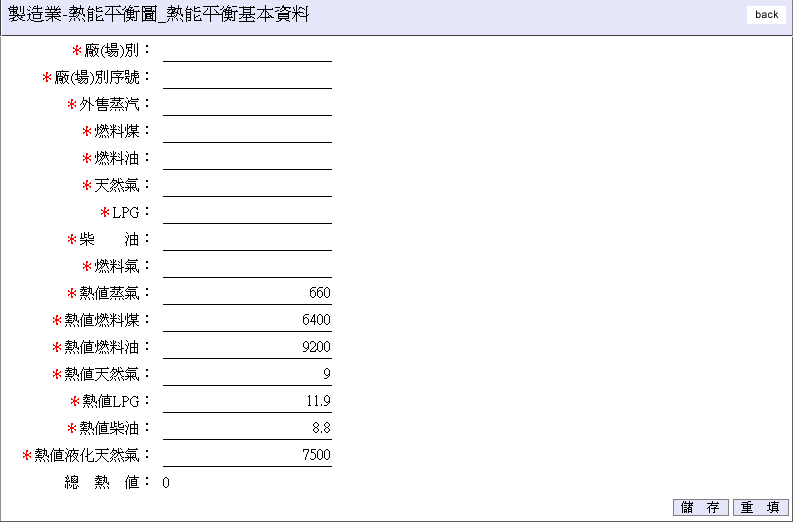 製造業-熱能平衡圖_熱能平衡基本資料 back
*廠(場)別：
*廠(場)別序號：
*外售蒸汽：
*燃料煤：
*燃料油：
*天然氣：
*LPG：
*柴　油：
*燃料氣：
*熱值蒸氣： 660
*熱值燃料煤： 6400
*熱值燃料油： 9200
*熱值天然氣： 9
*熱值LPG： 11.9
*熱值柴油： 8.8
*熱值液化天然氣： 7500
總 熱 值： 0
儲 存 重 填